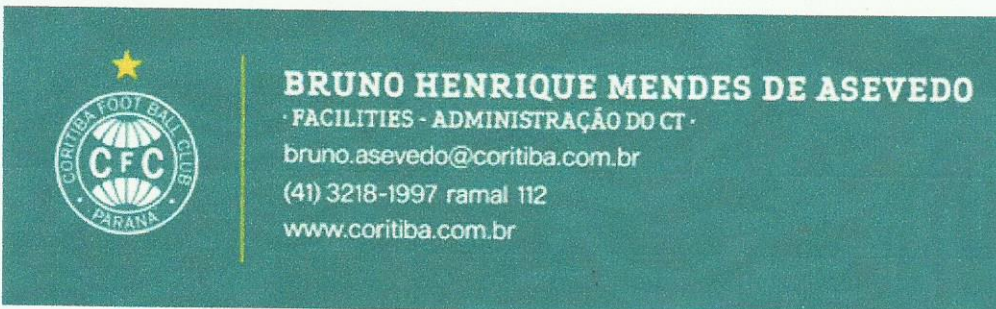 CORITIBA FOOT BALL CLUB
CFC
· PARANÁ ·
BRUNO HENRIQUE MENDES DE ASEVEDO
· FACILITIES - ADMINISTRAÇÃO DO CT ·
bruno.asevedo@coritiba.com.br
(41) 3218-1997 ramal 112
www.coritiba.com.br